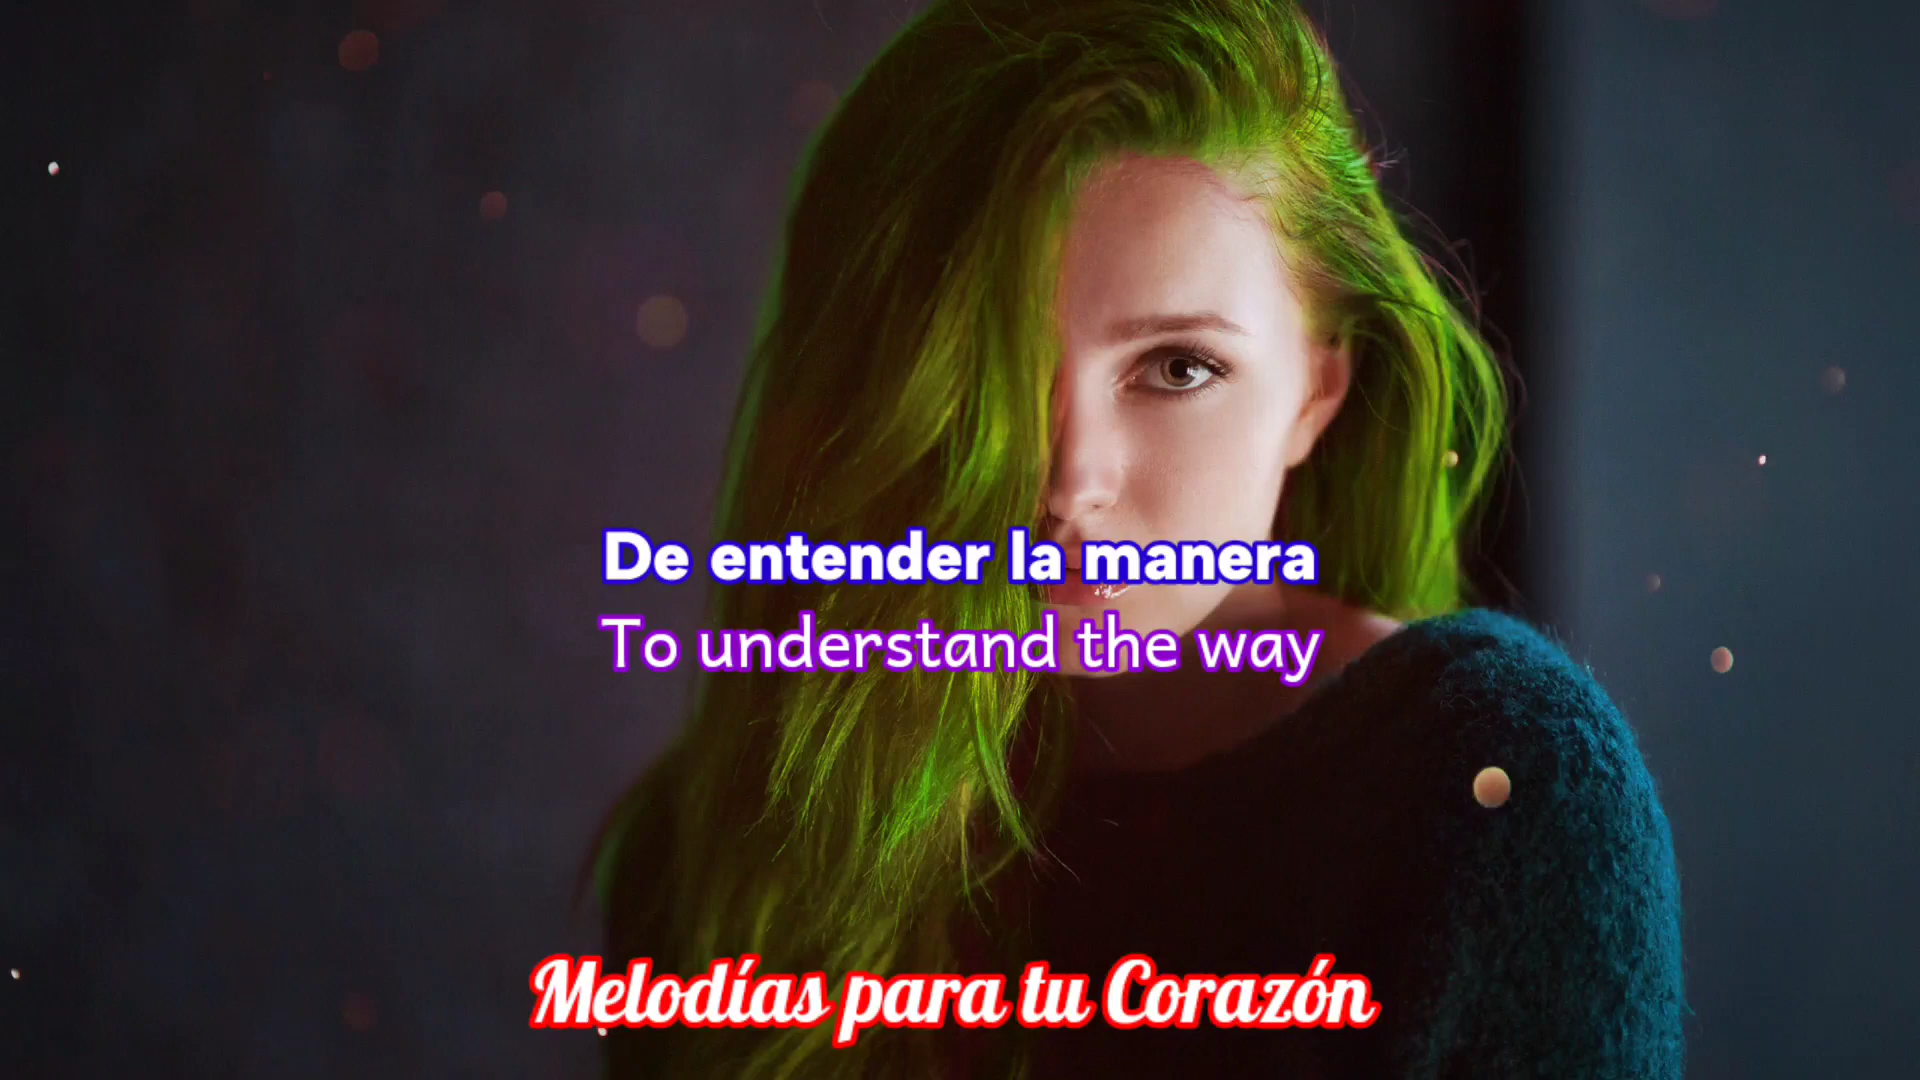 De entender la manera
To understand the way
Melodías para tu Corazón